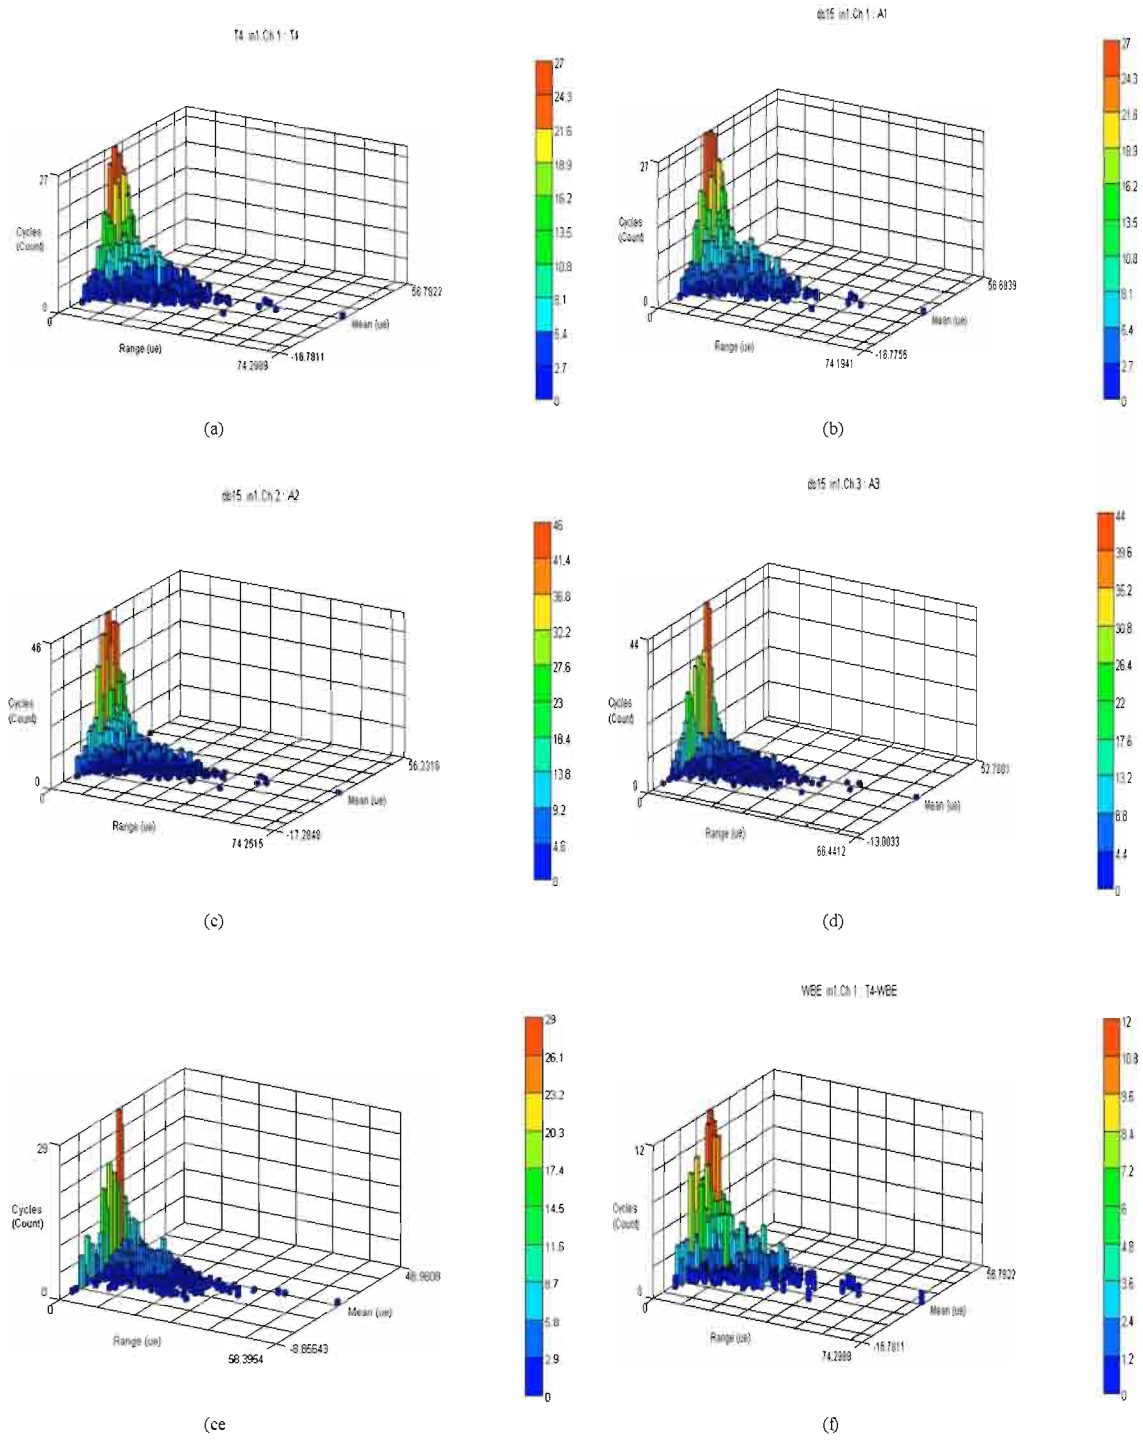 T4_in1.Ch 1 : T4
27
24.3
21.6
18.9
16.2
13.5
10.8
8.1
5.4
2.7
0
27
Cycles
(Count)
0
0
Range (ue)
74.2989
-16.7811
Mean (ue)
56.7922
(a)
db15_in1.Ch 1 : A1
27
24.3
21.6
18.9
16.2
13.5
10.8
8.1
5.4
2.7
0
27
Cycles
(Count)
0
0
Range (ue)
74.1941
-16.7756
Mean (ue)
56.6839
(b)
db15_in1.Ch.2 : A2
46
41.4
36.8
32.2
27.6
23
18.4
13.8
9.2
4.6
0
46
Cycles
(Count)
0
0
Range (ue)
74.2515
-17.2848
Mean (ue)
56.2316
(c)
db15_in1.Ch.3 : A3
44
39.6
35.2
30.8
26.4
22
17.6
13.2
8.8
4.4
0
44
Cycles
(Count)
0
0
Range (ue)
66.4412
-13.0033
Mean (ue)
52.7801
(d)
29
26.1
23.2
20.3
17.4
14.5
11.6
8.7
5.8
2.9
0
29
Cycles
(Count)
0
0
Range (ue)
58.3954
-8.65643
Mean (ue)
(ce
WBE_in1.Ch 1 : T4-WBE
12
10.8
9.6
8.4
7.2
6
4.8
3.6
2.4
1.2
0
12
Cycles
(Count)
0
0
Range (ue)
74.2989
-16.7811
Mean (ue)
56.7922
(f)